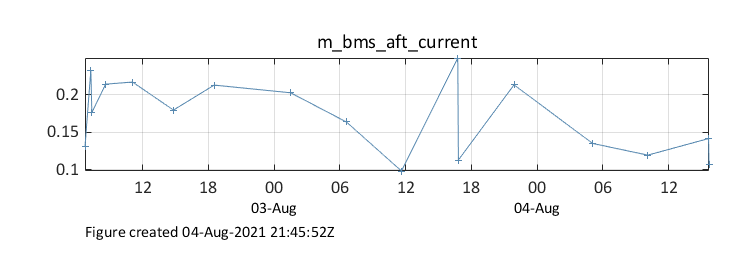 m_bms_aft_current
0.2
0.15
0.1
12 18 00 06 12 18 00 06 12
03-Aug 04-Aug
Figure created 04-Aug-2021 21:45:52Z